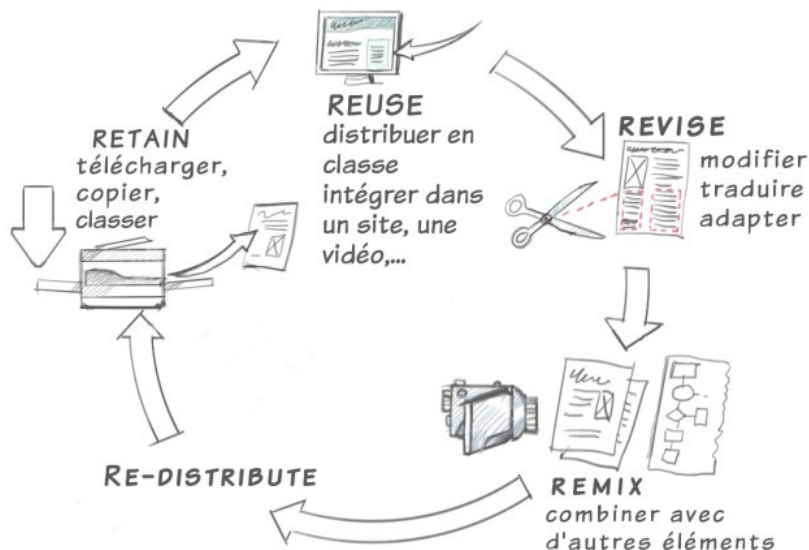 RETAIN
télécharger,
copier,
classer
REUSE
distribuer en
classe
intégrer dans
un site, une
vidéo,...
REVISE
modifier
traduire
adapter
REMIX
combiner avec
d'autres éléments
RE-DISTRIBUTE